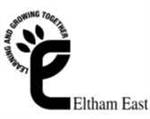 LEARNING AND GROWING TOGETHER
Eltham East